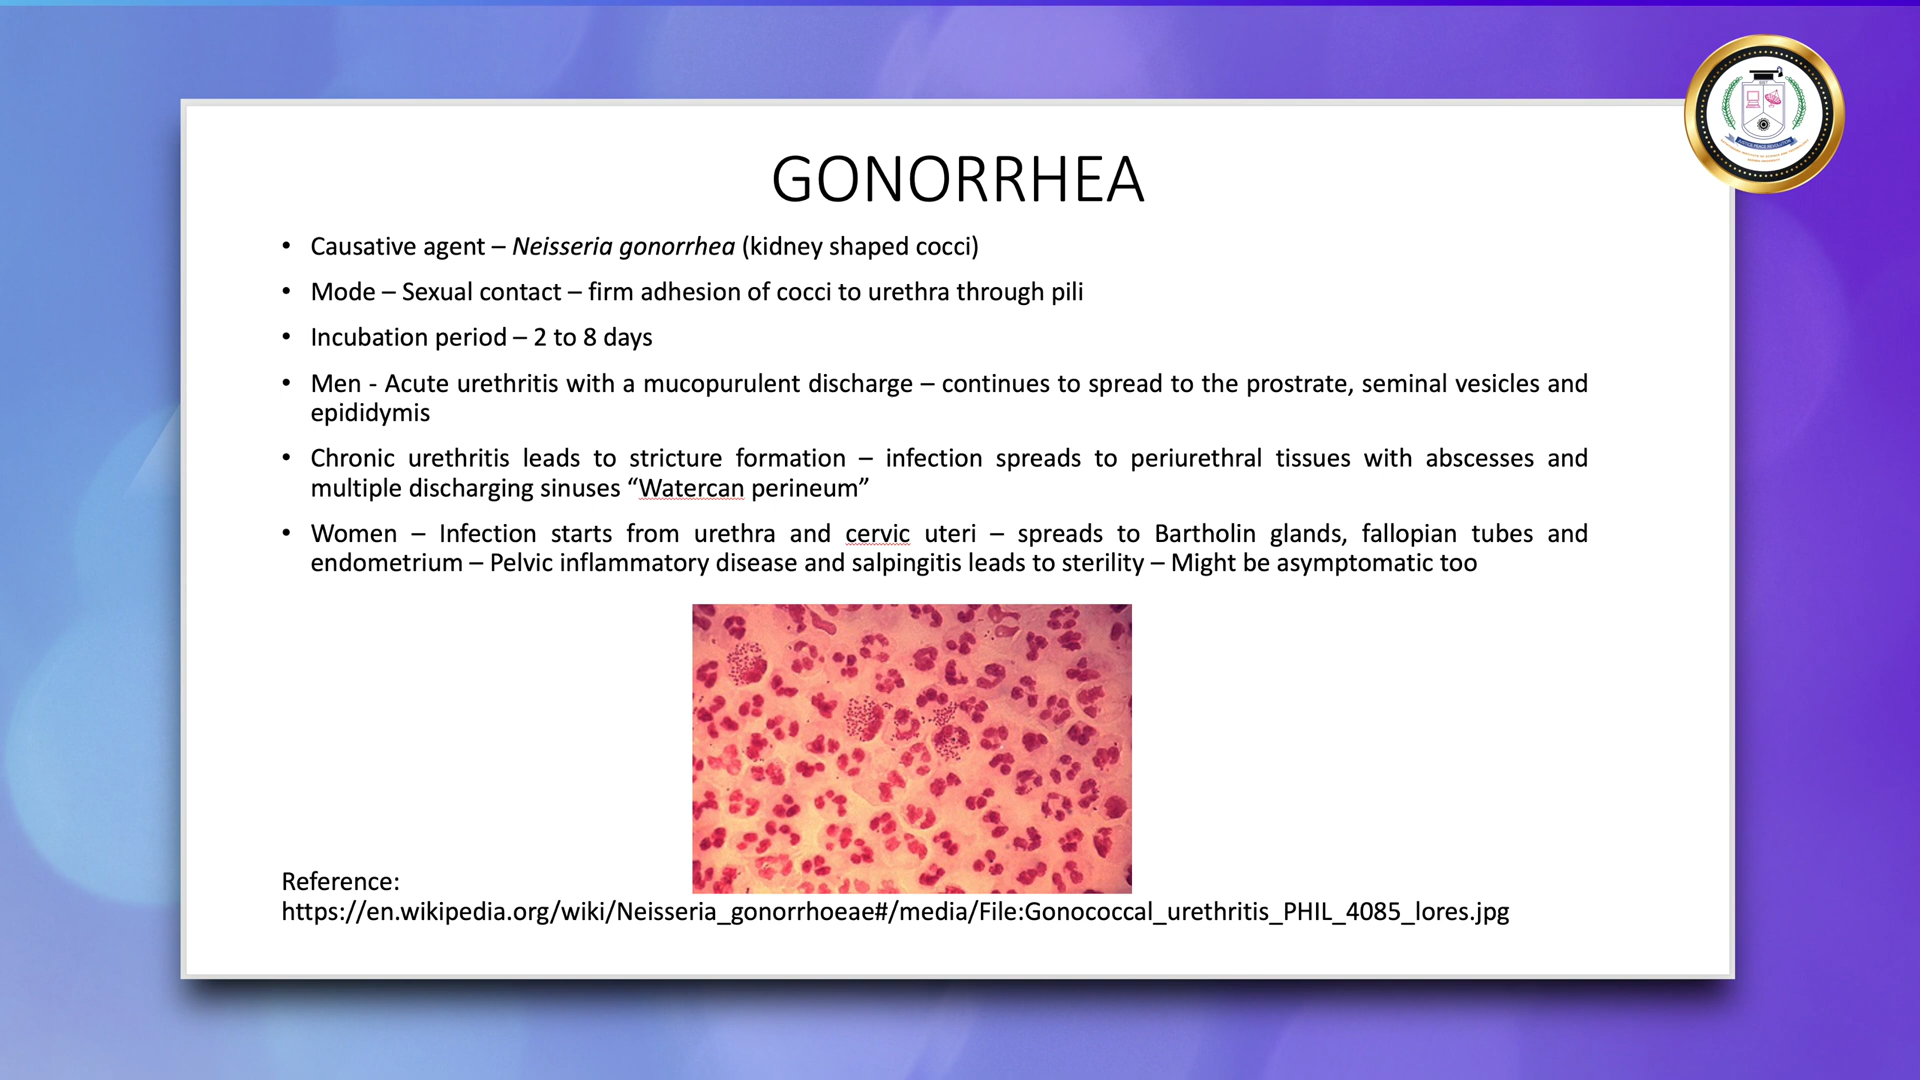 GONORRHEA
• Causative agent – Neisseria gonorrhea (kidney shaped cocci)
• Mode – Sexual contact – firm adhesion of cocci to urethra through pili
• Incubation period – 2 to 8 days
• Men - Acute urethritis with a mucopurulent discharge – continues to spread to the prostrate, seminal vesicles and
epididymis
• Chronic urethritis leads to stricture formation – infection spreads to periurethral tissues with abscesses and
multiple discharging sinuses “Watercan perineum”
• Women – Infection starts from urethra and cervic uteri – spreads to Bartholin glands, fallopian tubes and
endometrium – Pelvic inflammatory disease and salpingitis leads to sterility – Might be asymptomatic too
Reference:
https://en.wikipedia.org/wiki/Neisseria_gonorrhoeae#/media/File:Gonococcal_urethritis_PHIL_4085_lores.jpg